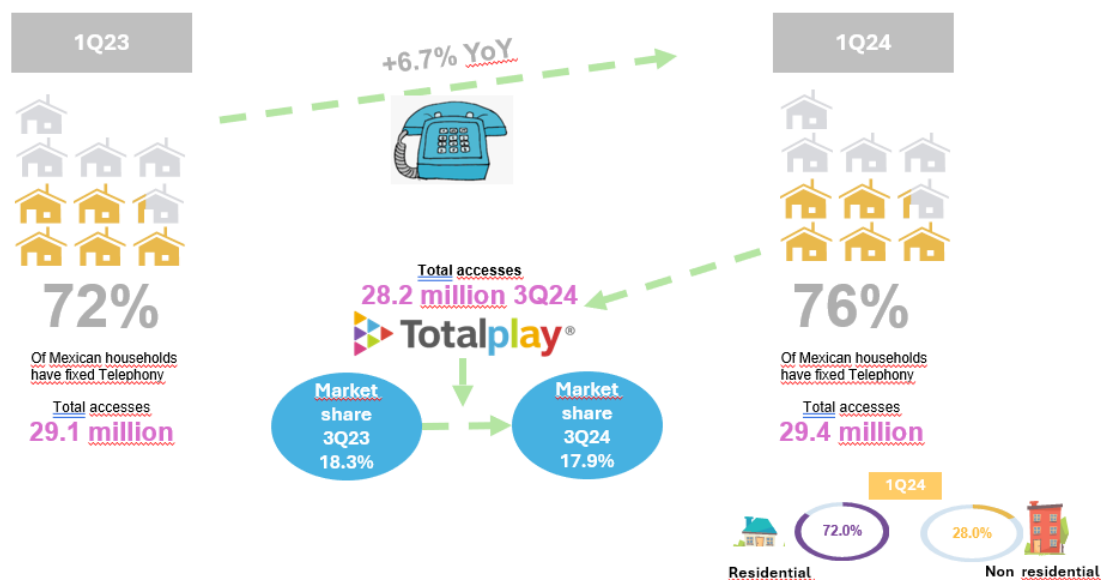 1Q23
+6.7% YoY
1Q24
72%
Of Mexican households
have fixed Telephony
Total accesses
29.1 million
Total accesses
28.2 million 3Q24
Totalplay®
Market
share
3Q23
18.3%
Market
share
3Q24
17.9%
76%
Of Mexican households
have fixed Telephony
Total accesses
29.4 million
1Q24
72.0%
28.0%
Residential
Non residential